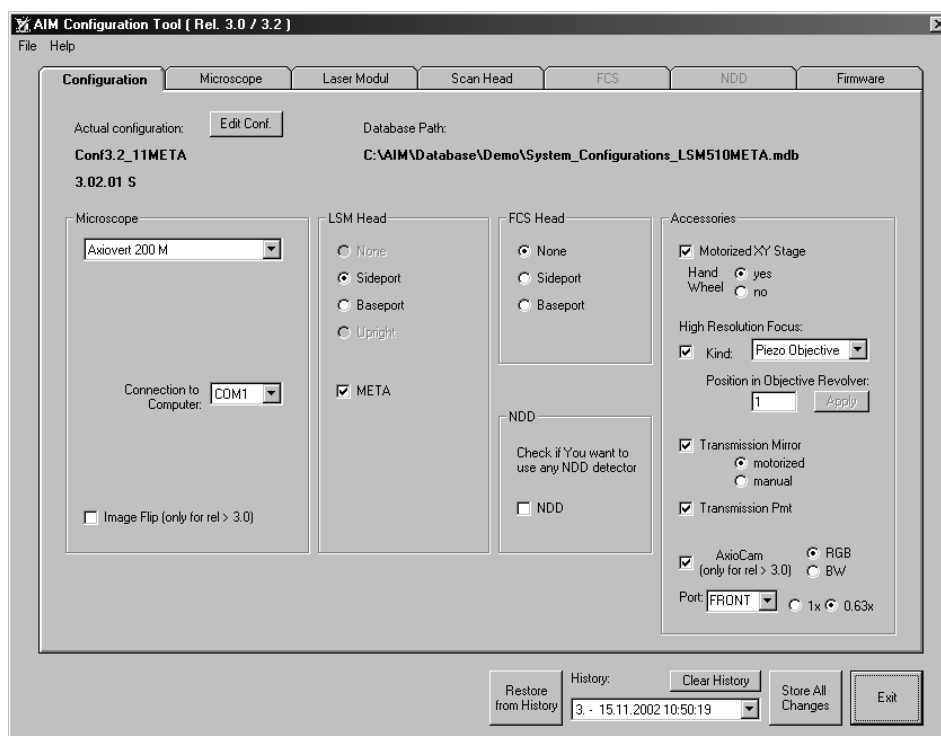 AIM Configuration Tool ( Rel. 3.0 / 3.2 )
File Help
Configuration Microscope Laser Modul Scan Head FCS NDD Firmware
Actual configuration: Edit Conf. Database Path:
Conf3.2_11META C:\AIM\Database\Demo\System_Configurations_LSM510META.mdb
3.02.01 S
Microscope
Axiovert 200 M
Connection to
Computer: COM1
Image Flip (only for rel > 3.0)
LSM Head
None
Sideport
Baseport
Upright
META
FCS Head
None
Sideport
Baseport
NDD
Check if You want to
use any NDD detector
NDD
Accessories
Motorized XY Stage
Hand yes
Wheel no
High Resolution Focus:
Kind: Piezo Objective
Position in Objective Revolver:
1 Apply
Transmission Mirror
motorized
manual
Transmission Pmt
AxioCam RGB
(only for rel > 3.0) BW
Port: FRONT 1x 0.63x
Restore
from History
History: Clear History
3. - 15.11.2002 10:50:19
Store All
Changes
Exit